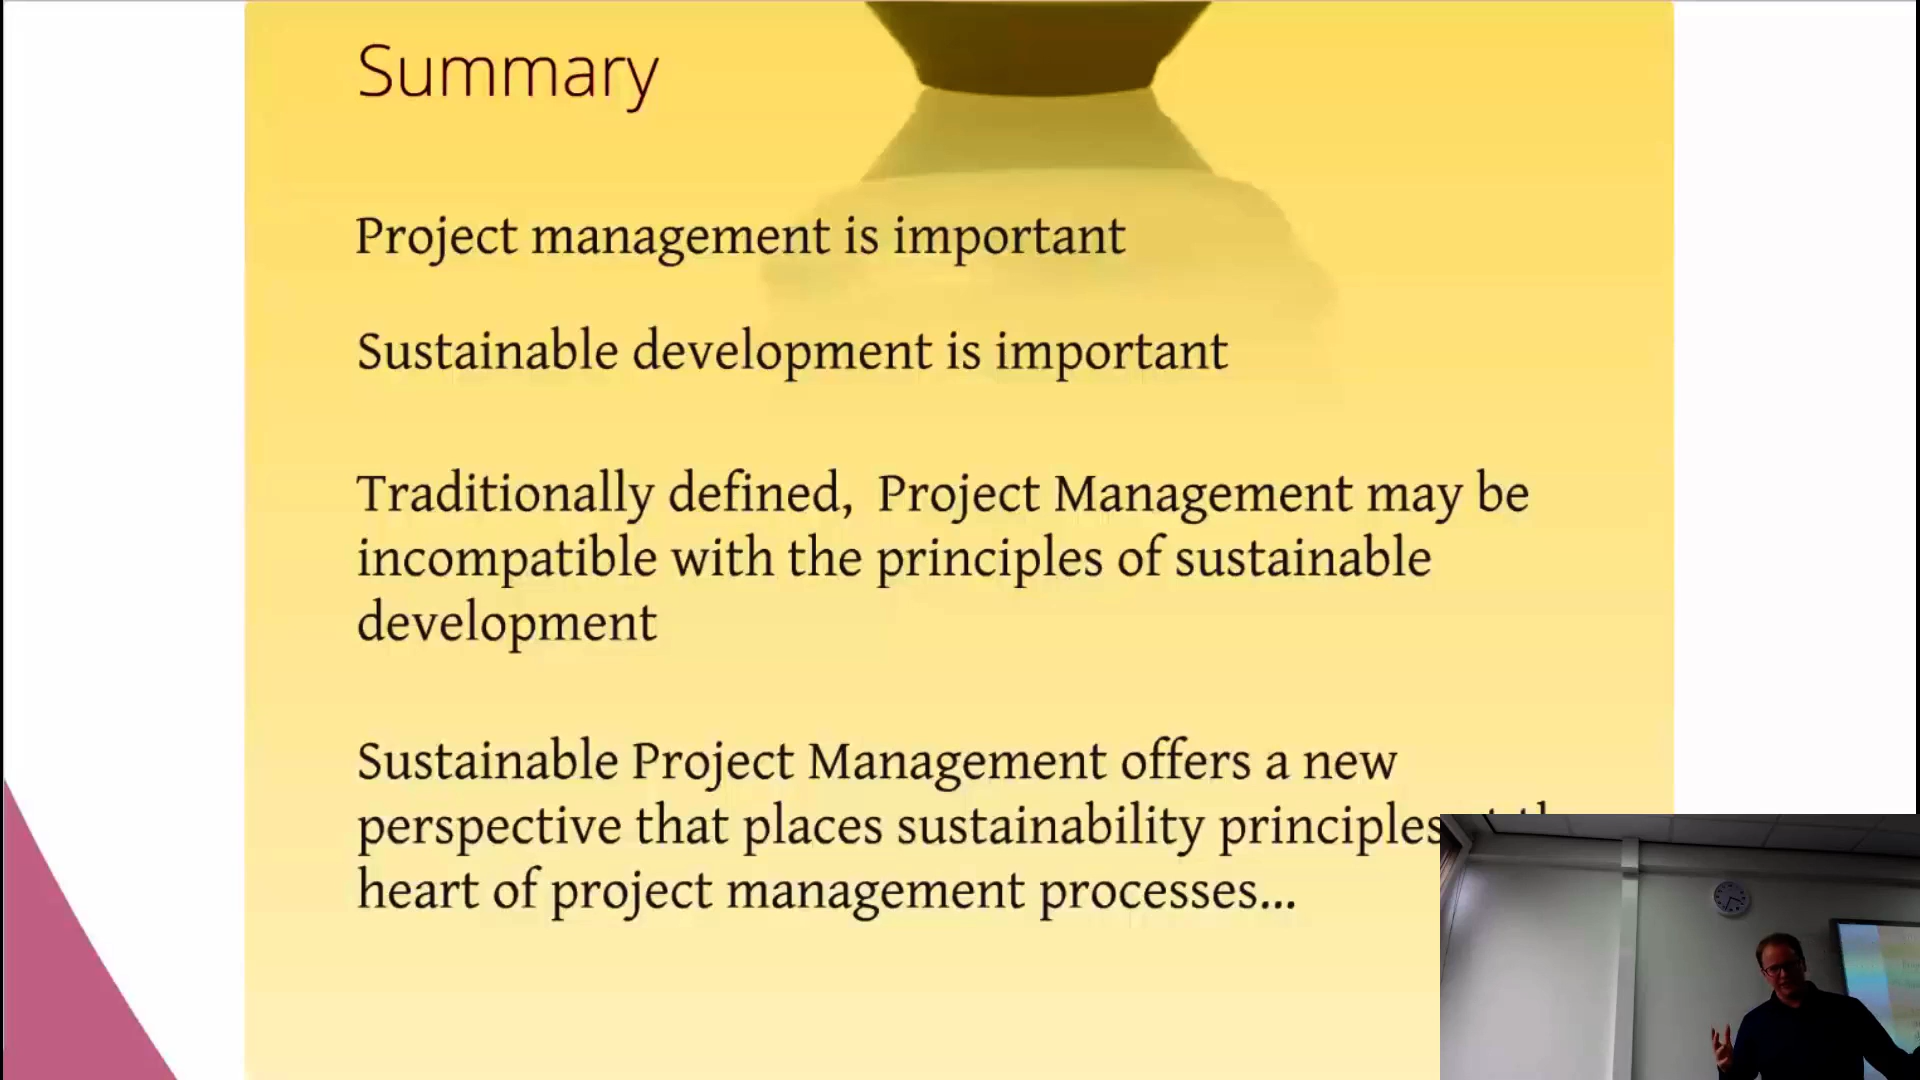 Summary
Project management is important
Sustainable development is important
Traditionally defined, Project Management may be
incompatible with the principles of sustainable
development
Sustainable Project Management offers a new
perspective that places sustainability principles
heart of project management processes...